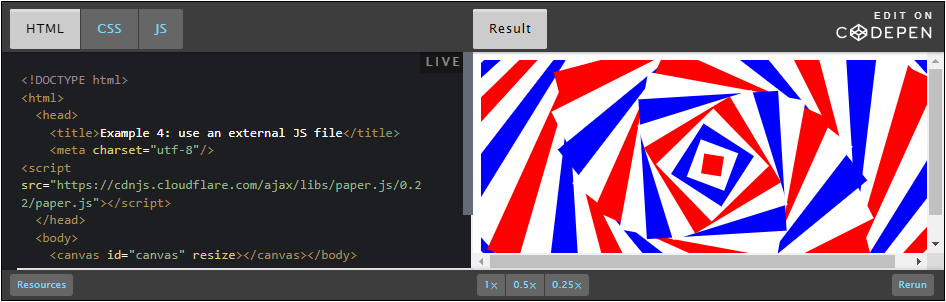 HTML
CSS
JS
Result
EDIT ON
CODEPEN
LIVE
<!DOCTYPE html>
<html>
<head>
<title>Example 4: use an external JS file</title>
<meta charset="utf-8"/>
<script
src="https://cdnjs.cloudflare.com/ajax/libs/paper.js/0.2
2/paper.js"></script>
</head>
<body>
<canvas id="canvas" resize></canvas></body>
Resources
1×
0.5×
0.25×
Rerun